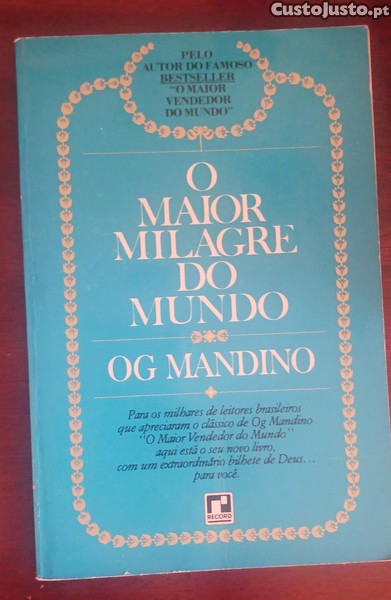 CustoJusto.pt
PELO
AUTOR DO FAMOSO
BESTSELLER
"O MAIOR
VENDEDOR
DO MUNDO"
O
MAIOR
MILAGRE
DO
MUNDO
OG MANDINO
Para os milhares de leitores brasileiros
que apreciaram o clássico de Og Mandino
"O Maior Vendedor do Mundo"
aqui está o seu novo livro,
com um extraordinário bilhete de Deus...
para você.
RECORD